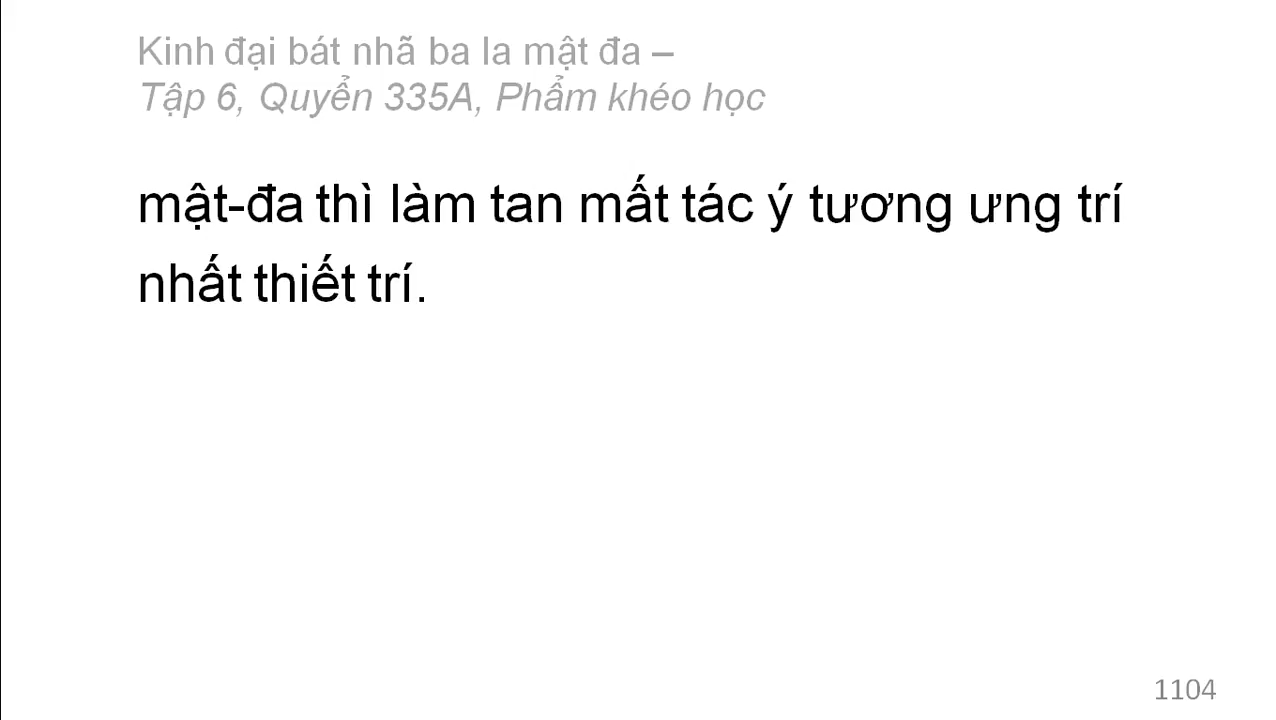 Kinh đại bát nhã ba la mật đa –
Tập 6, Quyển 335A, Phẩm khéo học
mật-đa thì làm tan mất tác ý tương ưng trí
nhất thiết trí.
1104